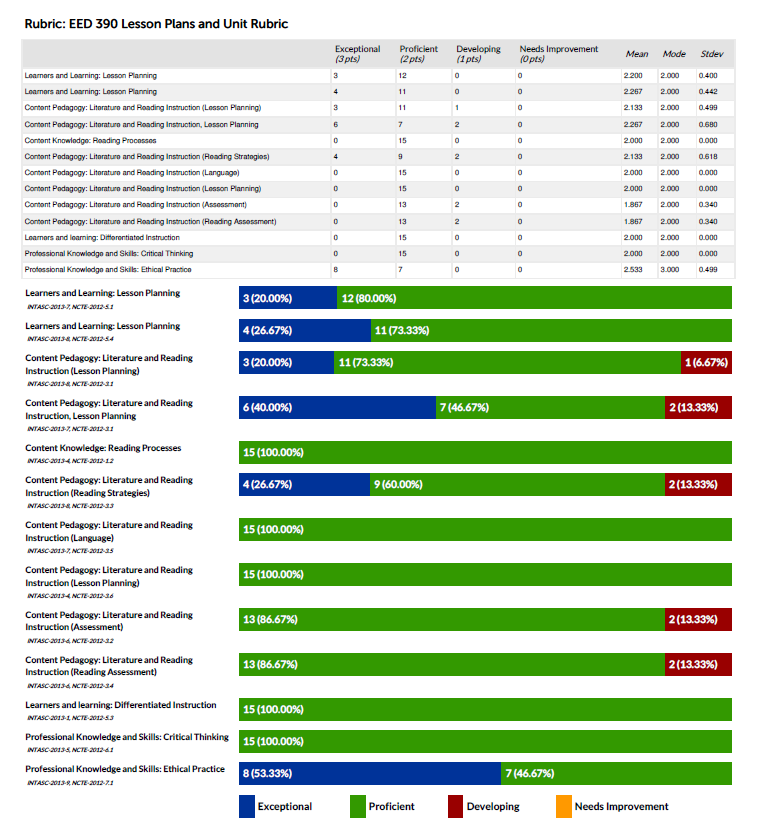 Rubric: EED 390 Lesson Plans and Unit Rubric
Exceptional (3 pts) Proficient (2 pts) Developing (1 pts) Needs Improvement (0 pts) Mean Mode Stdev
Learners and Learning: Lesson Planning 3 12 0 0 2.200 2.000 0.400
Learners and Learning: Lesson Planning 4 11 0 0 2.267 2.000 0.442
Content Pedagogy: Literature and Reading Instruction (Lesson Planning) 3 11 1 0 2.133 2.000 0.499
Content Pedagogy: Literature and Reading Instruction, Lesson Planning 6 7 2 0 2.267 2.000 0.680
Content Knowledge: Reading Processes 0 15 0 0 2.000 2.000 0.000
Content Pedagogy: Literature and Reading Instruction (Reading Strategies) 4 9 2 0 2.133 2.000 0.618
Content Pedagogy: Literature and Reading Instruction (Language) 0 15 0 0 2.000 2.000 0.000
Content Pedagogy: Literature and Reading Instruction (Lesson Planning) 0 15 0 0 2.000 2.000 0.000
Content Pedagogy: Literature and Reading Instruction (Assessment) 0 13 2 0 1.867 2.000 0.340
Content Pedagogy: Literature and Reading Instruction (Reading Assessment) 0 13 2 0 1.867 2.000 0.340
Learners and learning: Differentiated Instruction 0 15 0 0 2.000 2.000 0.000
Professional Knowledge and Skills: Critical Thinking 0 15 0 0 2.000 2.000 0.000
Professional Knowledge and Skills: Ethical Practice 8 7 0 0 2.533 3.000 0.499
Learners and Learning: Lesson Planning 3 (20.00%) 12 (80.00%)
INTASC-2013-7, NCTE-2012-5.1
Learners and Learning: Lesson Planning 4 (26.67%) 11 (73.33%)
INTASC-2013-8, NCTE-2012-5.4
Content Pedagogy: Literature and Reading
Instruction (Lesson Planning) 3 (20.00%) 11 (73.33%) 1 (6.67%)
INTASC-2013-8, NCTE-2012-3.1
Content Pedagogy: Literature and Reading
Instruction, Lesson Planning 6 (40.00%) 7 (46.67%) 2 (13.33%)
INTASC-2013-7, NCTE-2012-3.1
Content Knowledge: Reading Processes 15 (100.00%)
INTASC-2013-4, NCTE-2012-1.2
Content Pedagogy: Literature and Reading
Instruction (Reading Strategies) 4 (26.67%) 9 (60.00%) 2 (13.33%)
INTASC-2013-8, NCTE-2012-3.3
Content Pedagogy: Literature and Reading
Instruction (Language) 15 (100.00%)
INTASC-2013-7, NCTE-2012-3.5
Content Pedagogy: Literature and Reading
Instruction (Lesson Planning) 15 (100.00%)
INTASC-2013-4, NCTE-2012-3.6
Content Pedagogy: Literature and Reading
Instruction (Assessment) 13 (86.67%) 2 (13.33%)
INTASC-2013-6, NCTE-2012-3.2
Content Pedagogy: Literature and Reading
Instruction (Reading Assessment) 13 (86.67%) 2 (13.33%)
INTASC-2013-6, NCTE-2012-3.4
Learners and learning: Differentiated Instruction 15 (100.00%)
INTASC-2013-1, NCTE-2012-5.3
Professional Knowledge and Skills: Critical Thinking 15 (100.00%)
INTASC-2013-5, NCTE-2012-6.1
Professional Knowledge and Skills: Ethical Practice 8 (53.33%) 7 (46.67%)
INTASC-2013-9, NCTE-2012-7.1
Exceptional Proficient Developing Needs Improvement